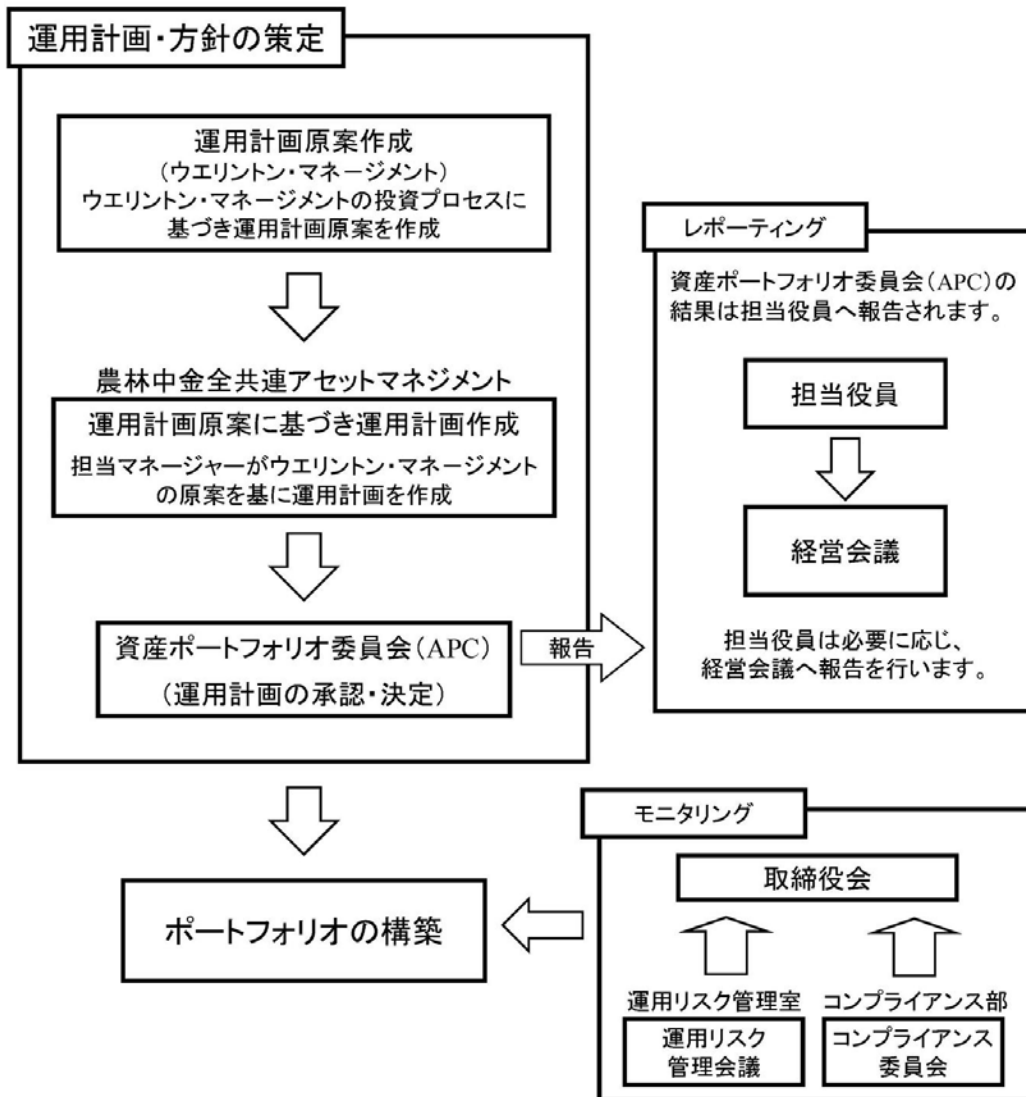 運用計画・方針の策定
運用計画原案作成
（ウエリントン・マネージメント）
ウエリントン・マネージメントの投資プロセスに
基づき運用計画原案を作成
農林中金全共連アセットマネジメント
運用計画原案に基づき運用計画作成
担当マネージャーがウエリントン・マネージメント
の原案を基に運用計画を作成
資産ポートフォリオ委員会（APC）
（運用計画の承認・決定）
報告
レポーティング
資産ポートフォリオ委員会（APC）の
結果は担当役員へ報告されます。
担当役員
経営会議
担当役員は必要に応じ、
経営会議へ報告を行います。
ポートフォリオの構築
モニタリング
取締役会
運用リスク管理室
運用リスク
管理会議
コンプライアンス部
コンプライアンス
委員会